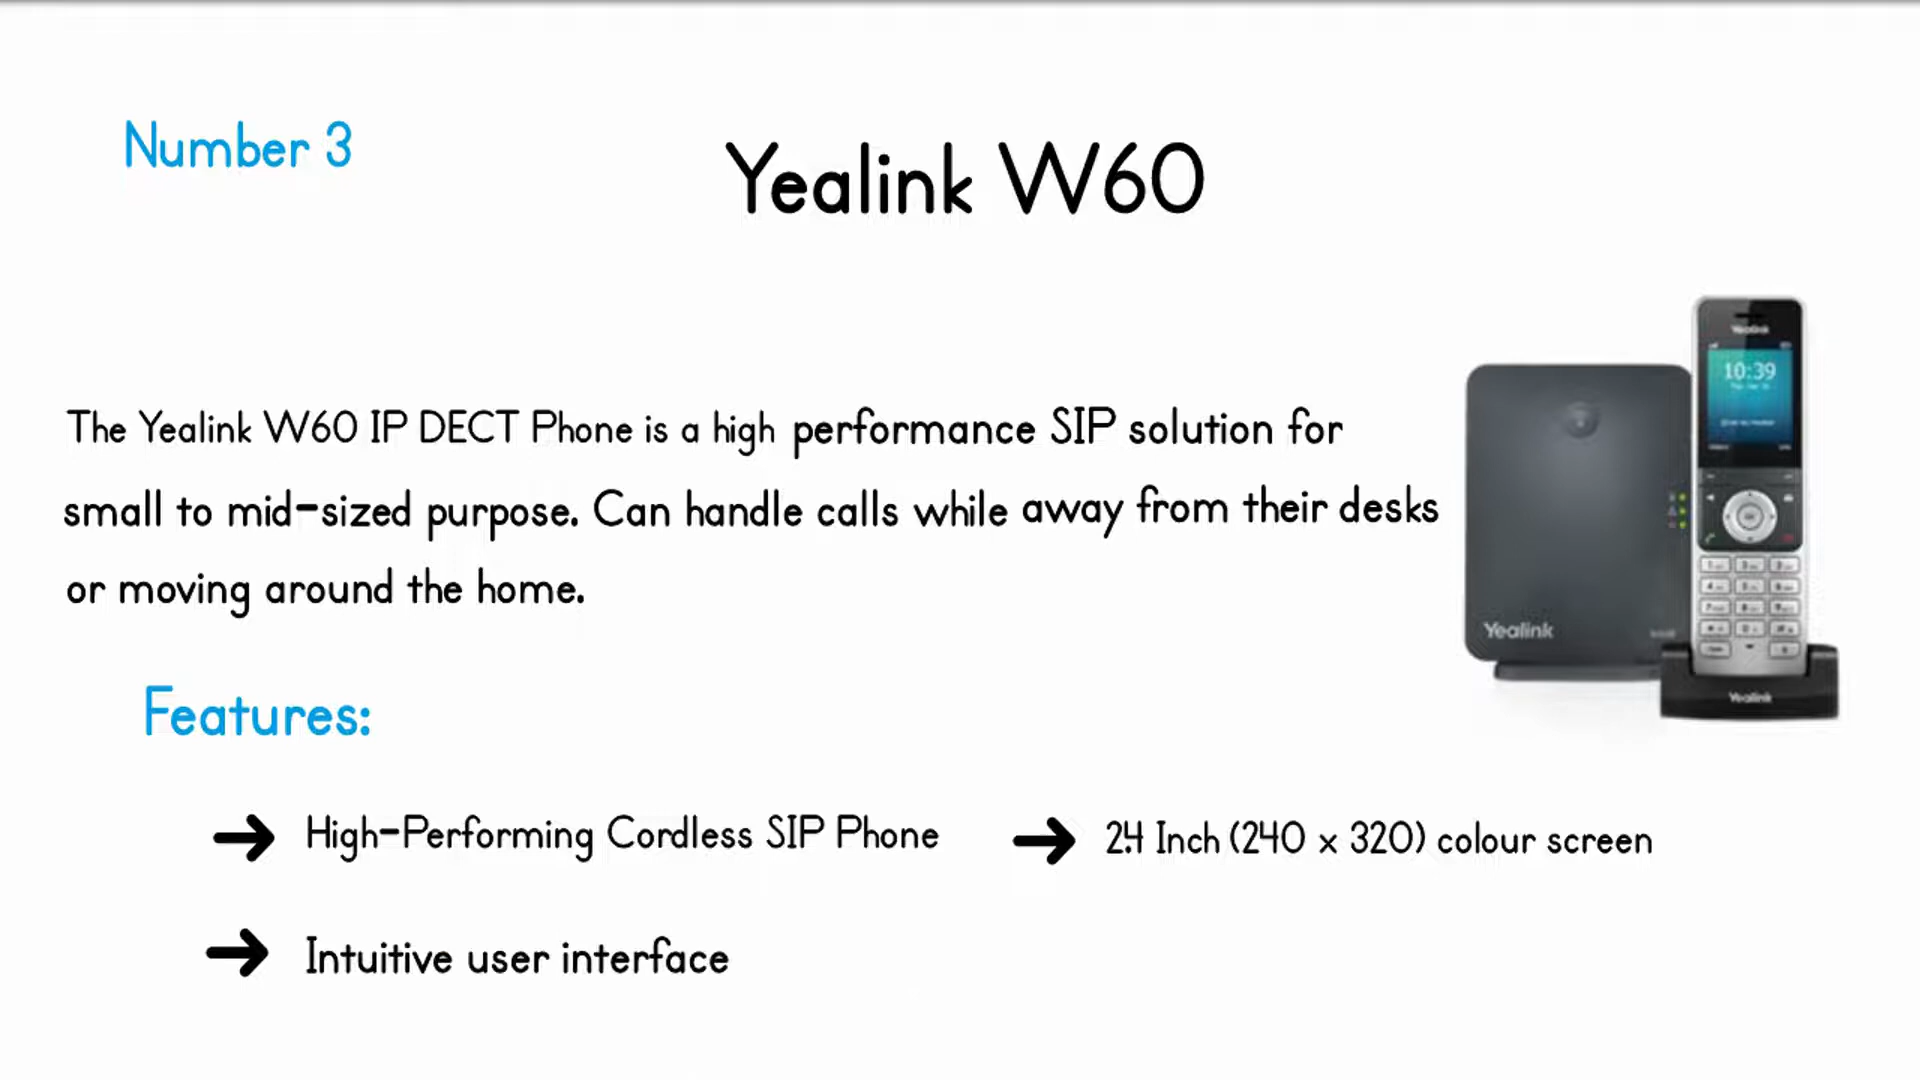 Number 3
Yealink W60
The Yealink W60 IP DECT Phone is a high performance SIP solution for
small to mid-sized purpose. Can handle calls while away from their desks
or moving around the home.
Yealink
10:39
Yealink
Yealink
Features:
High-Performing Cordless SIP Phone
2.4 Inch (240 x 320) colour screen
Intuitive user interface